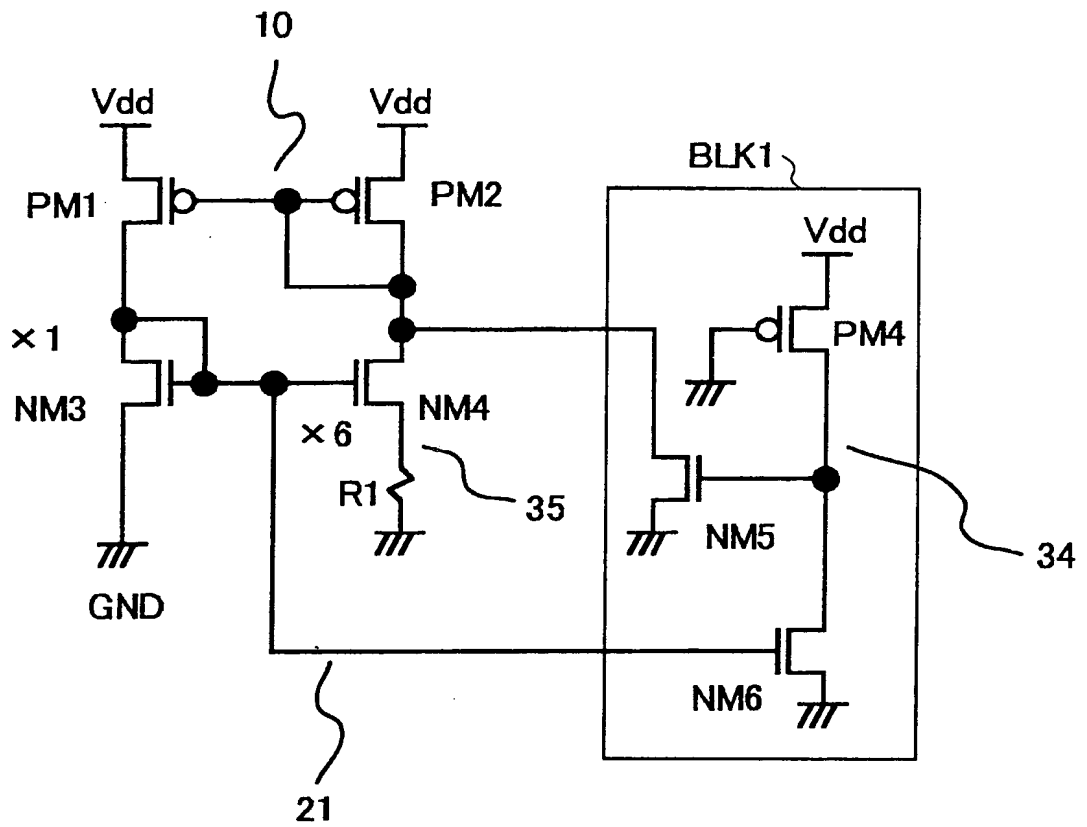 10
Vdd
Vdd
BLK1
PM1
PM2
Vdd
×1
PM4
NM3
NM4
×6
R1
35
NM5
34
GND
NM6
21